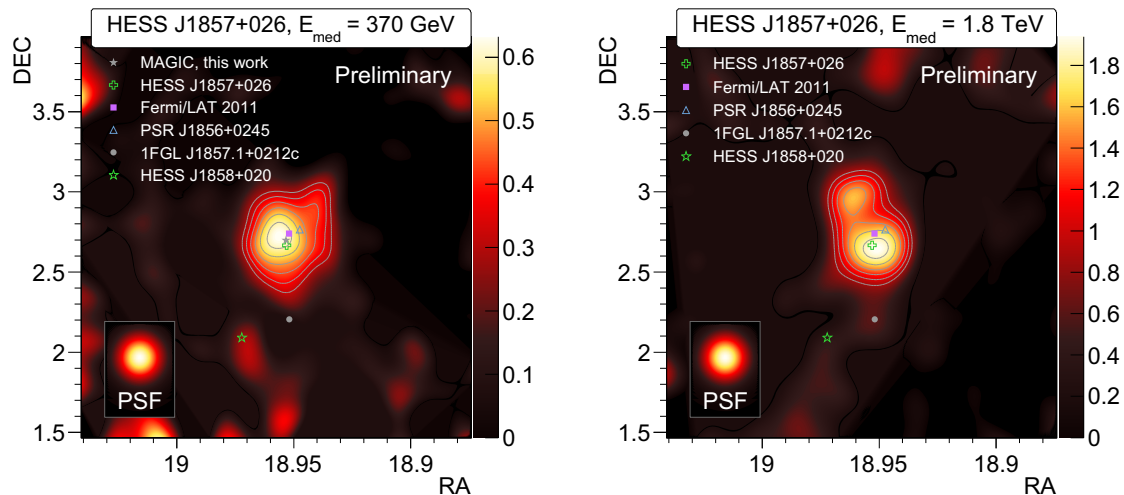 HESS J1857+026, E_med = 370 GeV
DEC
Preliminary
MAGIC, this work
HESS J1857+026
Fermi/LAT 2011
PSR J1856+0245
1FGL J1857.1+0212c
HESS J1858+020
3.5
3
2.5
2
1.5
PSF
19
18.95
18.9
RA
0.6
0.5
0.4
0.3
0.2
0.1
0
HESS J1857+026, E_med = 1.8 TeV
DEC
Preliminary
HESS J1857+026
Fermi/LAT 2011
PSR J1856+0245
1FGL J1857.1+0212c
HESS J1858+020
3.5
3
2.5
2
1.5
PSF
19
18.95
18.9
RA
1.8
1.6
1.4
1.2
1
0.8
0.6
0.4
0.2
0